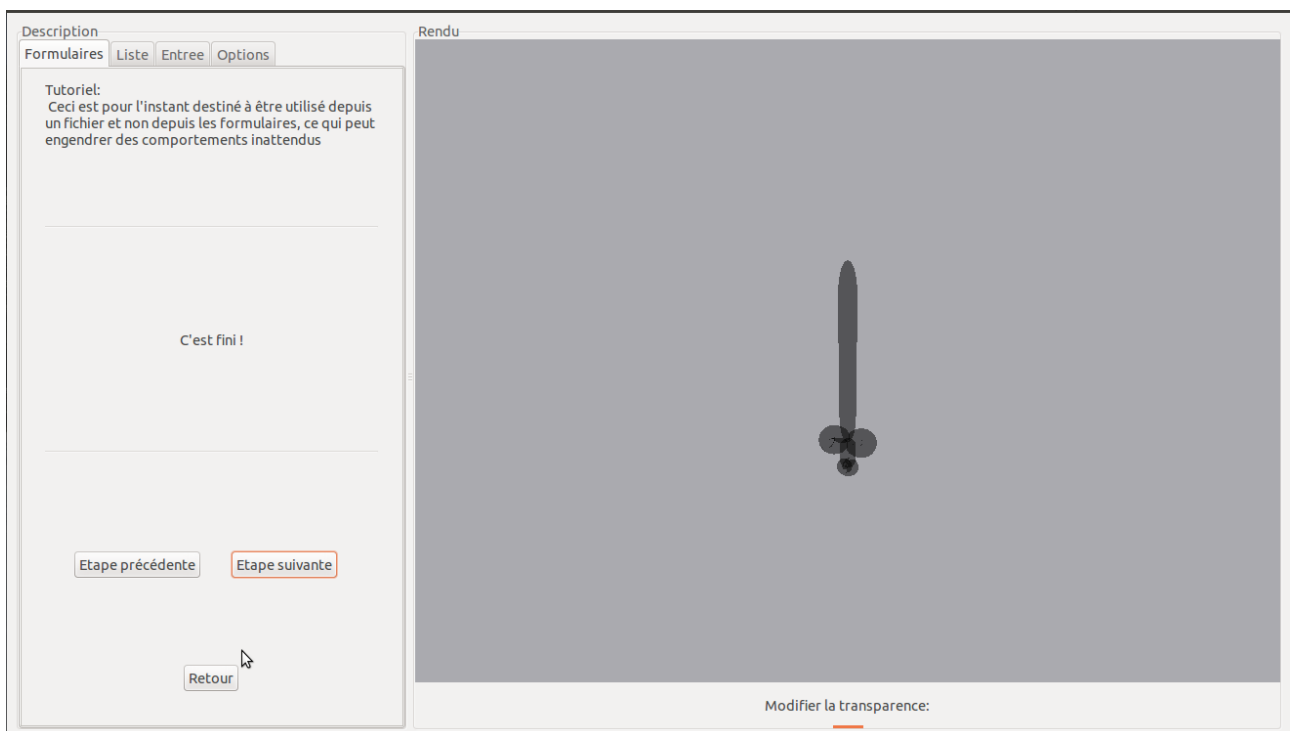 Description
Formulaires Liste Entree Options
Tutoriel:
Ceci est pour l'instant destiné à être utilisé depuis
un fichier et non depuis les formulaires, ce qui peut
engendrer des comportements inattendus
C'est fini !
Etape précédente Etape suivante
Retour
Rendu
Modifier la transparence: